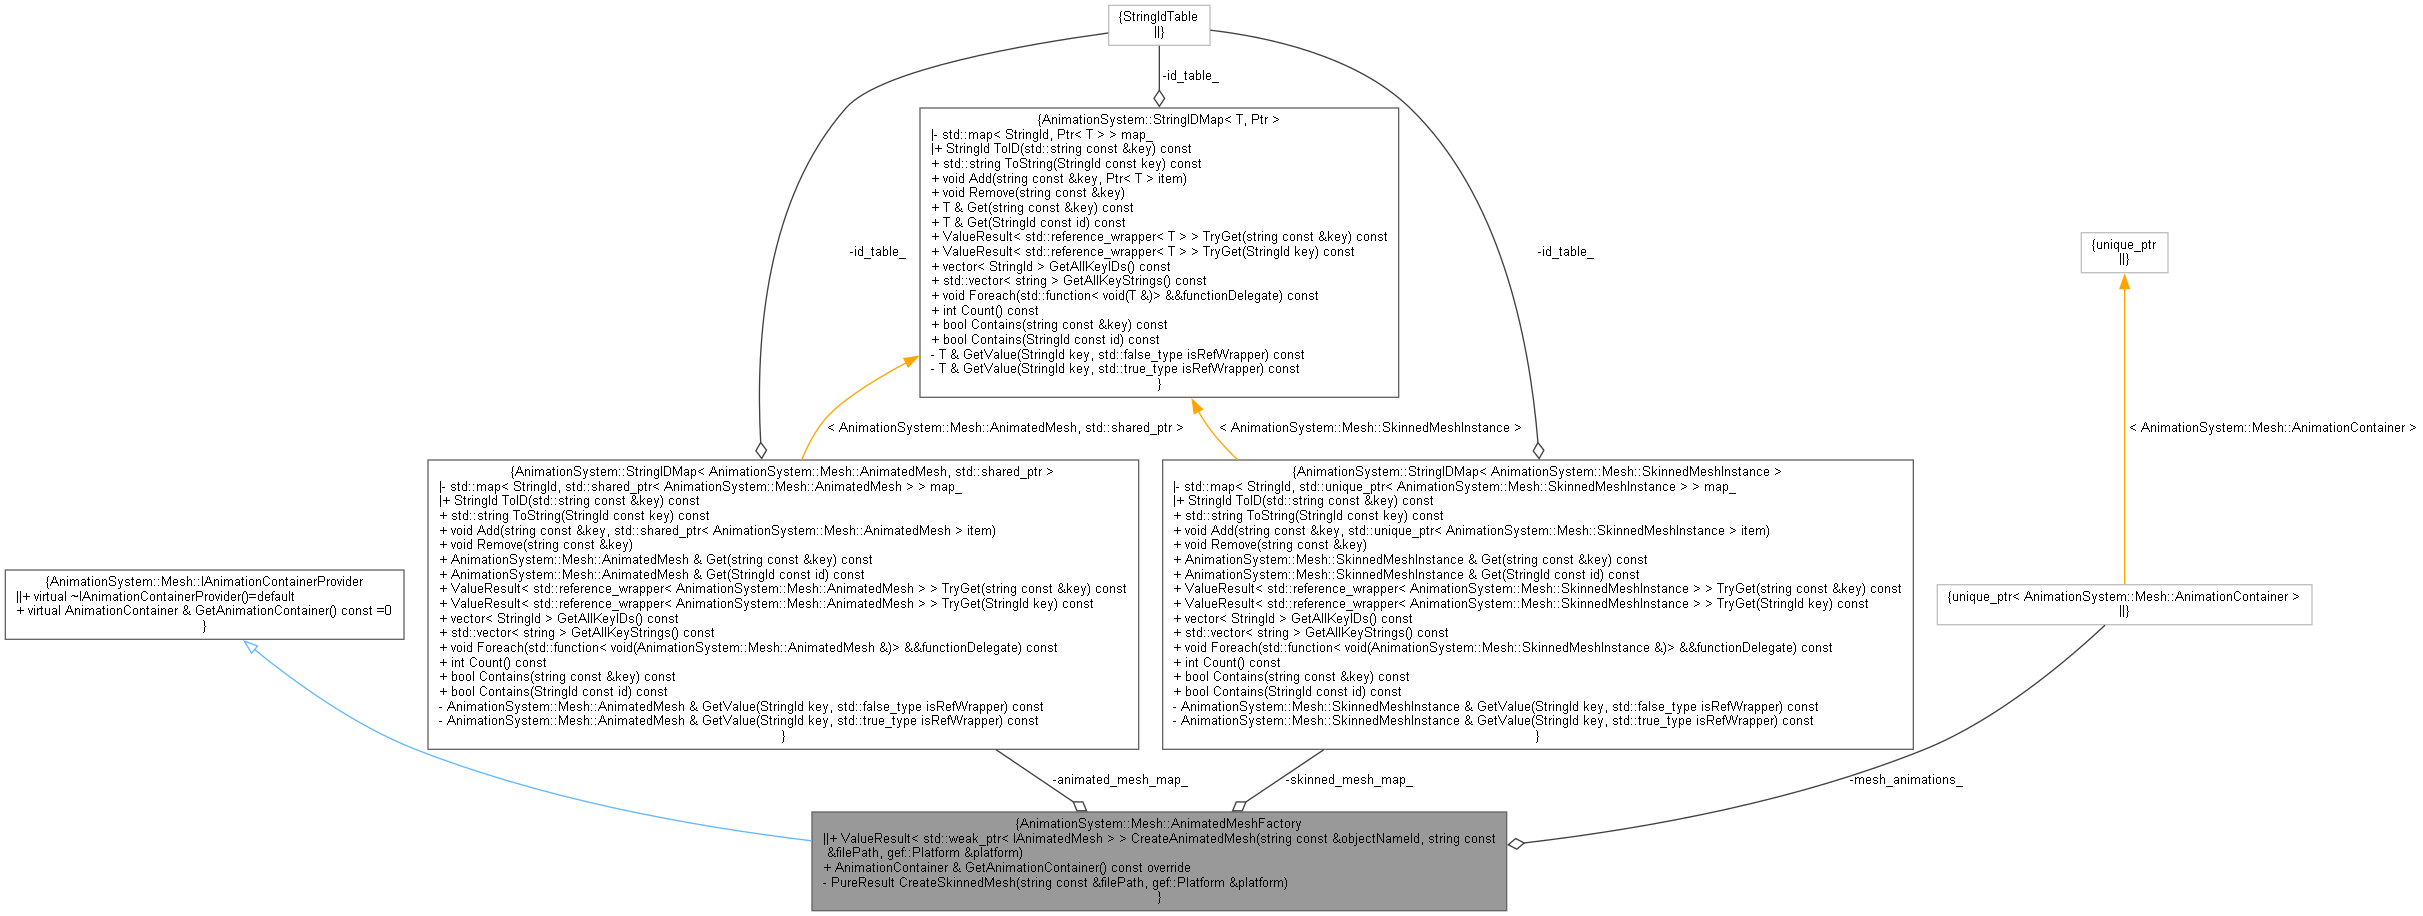 {StringIdTable
||}
-id_table_
{AnimationSystem::StringIDMap< T, Ptr >
|- std::map< StringId, Ptr< T > > map_
|+ StringId ToID(std::string const &key) const
+ std::string ToString(StringId const key) const
+ void Add(string const &key, Ptr< T > item)
+ void Remove(string const &key)
+ T & Get(string const &key) const
+ T & Get(StringId const id) const
+ ValueResult< std::reference_wrapper< T > > TryGet(string const &key) const
+ ValueResult< std::reference_wrapper< T > > TryGet(StringId key) const
+ vector< StringId > GetAllKeyIDs() const
+ std::vector< string > GetAllKeyStrings() const
+ void Foreach(std::function< void(T &)> &&functionDelegate) const
+ int Count() const
+ bool Contains(string const &key) const
+ bool Contains(StringId const id) const
- T & GetValue(StringId key, std::false_type isRefWrapper) const
- T & GetValue(StringId key, std::true_type isRefWrapper) const
}
-id_table_
-id_table_
{unique_ptr
||}
< AnimationSystem::Mesh::AnimatedMesh, std::shared_ptr >
< AnimationSystem::Mesh::SkinnedMeshInstance >
< AnimationSystem::Mesh::AnimationContainer >
{AnimationSystem::Mesh::IAnimationContainerProvider
||+ virtual ~IAnimationContainerProvider()=default
+ virtual AnimationContainer & GetAnimationContainer() const =0
}
{AnimationSystem::StringIDMap< AnimationSystem::Mesh::AnimatedMesh, std::shared_ptr >
|- std::map< StringId, std::shared_ptr< AnimationSystem::Mesh::AnimatedMesh > > map_
|+ StringId ToID(std::string const &key) const
+ std::string ToString(StringId const key) const
+ void Add(string const &key, std::shared_ptr< AnimationSystem::Mesh::AnimatedMesh > item)
+ void Remove(string const &key)
+ AnimationSystem::Mesh::AnimatedMesh & Get(string const &key) const
+ AnimationSystem::Mesh::AnimatedMesh & Get(StringId const id) const
+ ValueResult< std::reference_wrapper< AnimationSystem::Mesh::AnimatedMesh > > TryGet(string const &key) const
+ ValueResult< std::reference_wrapper< AnimationSystem::Mesh::AnimatedMesh > > TryGet(StringId key) const
+ vector< StringId > GetAllKeyIDs() const
+ std::vector< string > GetAllKeyStrings() const
+ void Foreach(std::function< void(AnimationSystem::Mesh::AnimatedMesh &)> &&functionDelegate) const
+ int Count() const
+ bool Contains(string const &key) const
+ bool Contains(StringId const id) const
- AnimationSystem::Mesh::AnimatedMesh & GetValue(StringId key, std::false_type isRefWrapper) const
- AnimationSystem::Mesh::AnimatedMesh & GetValue(StringId key, std::true_type isRefWrapper) const
}
{AnimationSystem::StringIDMap< AnimationSystem::Mesh::SkinnedMeshInstance >
|- std::map< StringId, std::unique_ptr< AnimationSystem::Mesh::SkinnedMeshInstance > > map_
|+ StringId ToID(std::string const &key) const
+ std::string ToString(StringId const key) const
+ void Add(string const &key, std::unique_ptr< AnimationSystem::Mesh::SkinnedMeshInstance > item)
+ void Remove(string const &key)
+ AnimationSystem::Mesh::SkinnedMeshInstance & Get(string const &key) const
+ AnimationSystem::Mesh::SkinnedMeshInstance & Get(StringId const id) const
+ ValueResult< std::reference_wrapper< AnimationSystem::Mesh::SkinnedMeshInstance > > TryGet(string const &key) const
+ ValueResult< std::reference_wrapper< AnimationSystem::Mesh::SkinnedMeshInstance > > TryGet(StringId key) const
+ vector< StringId > GetAllKeyIDs() const
+ std::vector< string > GetAllKeyStrings() const
+ void Foreach(std::function< void(AnimationSystem::Mesh::SkinnedMeshInstance &)> &&functionDelegate) const
+ int Count() const
+ bool Contains(string const &key) const
+ bool Contains(StringId const id) const
- AnimationSystem::Mesh::SkinnedMeshInstance & GetValue(StringId key, std::false_type isRefWrapper) const
- AnimationSystem::Mesh::SkinnedMeshInstance & GetValue(StringId key, std::true_type isRefWrapper) const
}
{unique_ptr< AnimationSystem::Mesh::AnimationContainer >
||}
-animated_mesh_map_
-skinned_mesh_map_
-mesh_animations_
{AnimationSystem::Mesh::AnimatedMeshFactory
||+ ValueResult< std::weak_ptr< IAnimatedMesh > > CreateAnimatedMesh(string const &objectNameId, string const
&filePath, gef::Platform &platform)
+ AnimationContainer & GetAnimationContainer() const override
- PureResult CreateSkinnedMesh(string const &filePath, gef::Platform &platform)
}